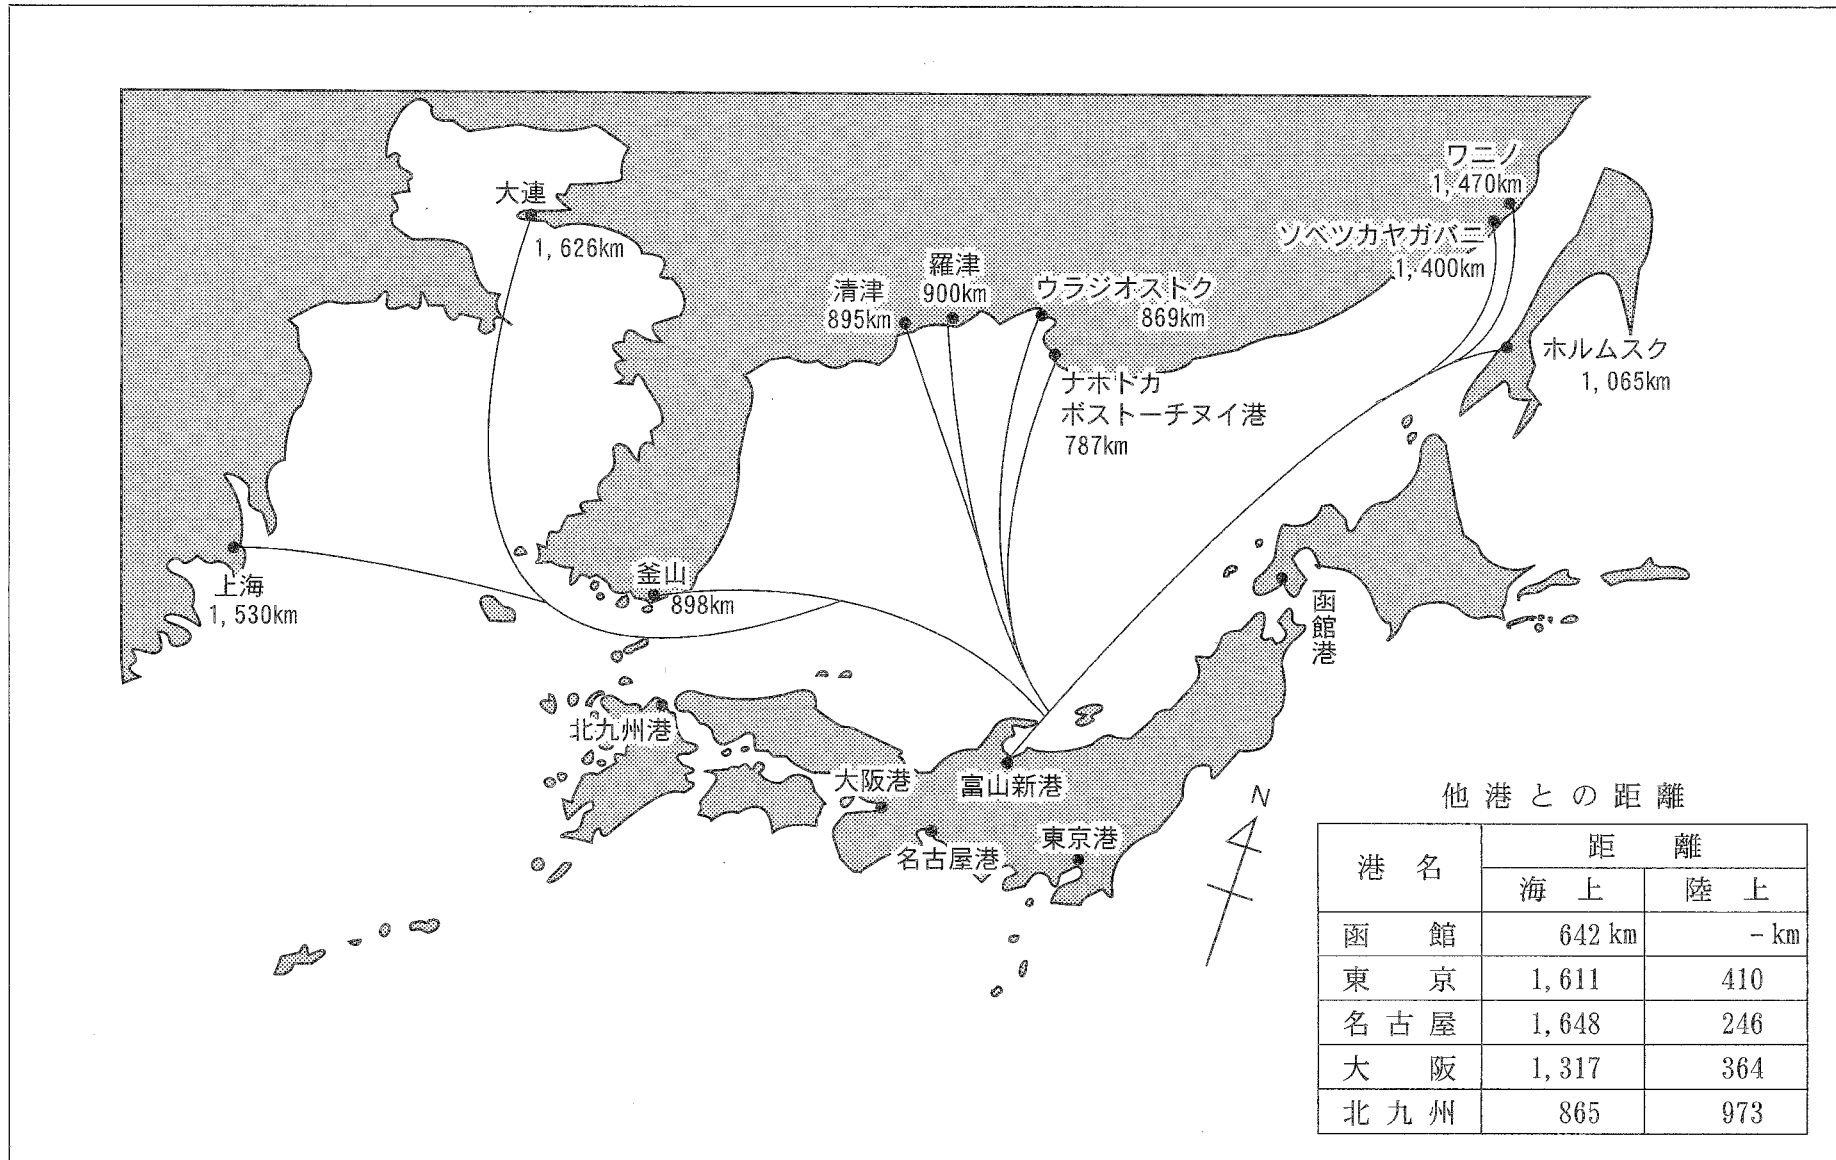 大連
1,626km
ワニノ
1,470km
ソベツカヤガバニ
1,400km
羅津
900km
清津
895km
ウラジオストク
869km
ホルムスク
1,065km
ナホトカ
ボストーチヌイ港
787km
上海
1,530km
釜山
898km
函館港
北九州港
大阪港
富山新港
名古屋港
東京港
N
他港との距離
港名 距離
海上 陸上
函館 642km -km
東京 1,611 410
名古屋 1,648 246
大阪 1,317 364
北九州 865 973